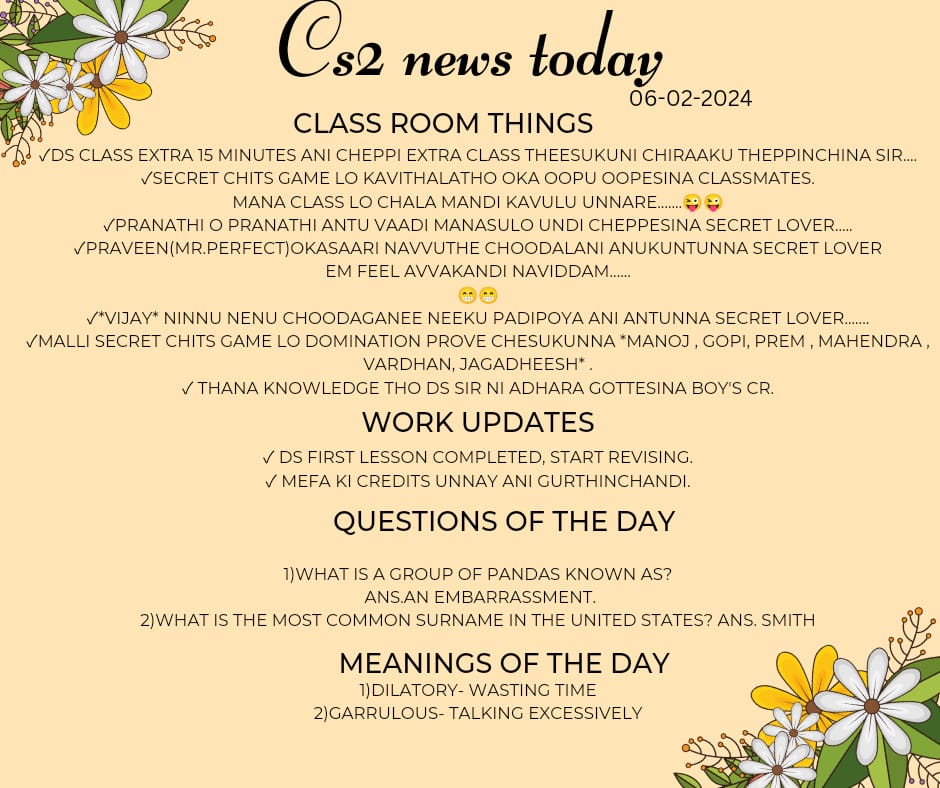 Cs2 news today
06-02-2024
CLASS ROOM THINGS
✓DS CLASS EXTRA 15 MINUTES ANI CHEPPI EXTRA CLASS THEESUKUNI CHIRAAKU THEPPINCHINA SIR....
✓SECRET CHITS GAME LO KAVITHALATHO OKA OOPU OOPESINA CLASSMATES.
MANA CLASS LO CHALA MANDI KAVULU UNNARE.......😜😜
✓PRANATHI O PRANATHI ANTU VAADI MANASULO UNDI CHEPPESINA SECRET LOVER.....
✓PRAVEEN(MR.PERFECT)OKASAARI NAVVUTHE CHOODALANI ANUKUNTUNNA SECRET LOVER
EM FEEL AVVAKANDI NAVIDDAM......
😁😁
✓*VIJAY* NINNU NENU CHOODAGANEE NEEKU PADIPOYA ANI ANTUNNA SECRET LOVER.......
✓MALLI SECRET CHITS GAME LO DOMINATION PROVE CHESUKUNNA *MANOJ , GOPI, PREM , MAHENDRA ,
VARDHAN, JAGADHEESH* .
✓ THANA KNOWLEDGE THO DS SIR NI ADHARA GOTTESINA BOY'S CR.
WORK UPDATES
✓ DS FIRST LESSON COMPLETED, START REVISING.
✓ MEFA KI CREDITS UNNAY ANI GURTHINCHANDI.
QUESTIONS OF THE DAY
1)WHAT IS A GROUP OF PANDAS KNOWN AS?
ANS.AN EMBARRASSMENT.
2)WHAT IS THE MOST COMMON SURNAME IN THE UNITED STATES? ANS. SMITH
MEANINGS OF THE DAY
1)DILATORY- WASTING TIME
2)GARRULOUS- TALKING EXCESSIVELY